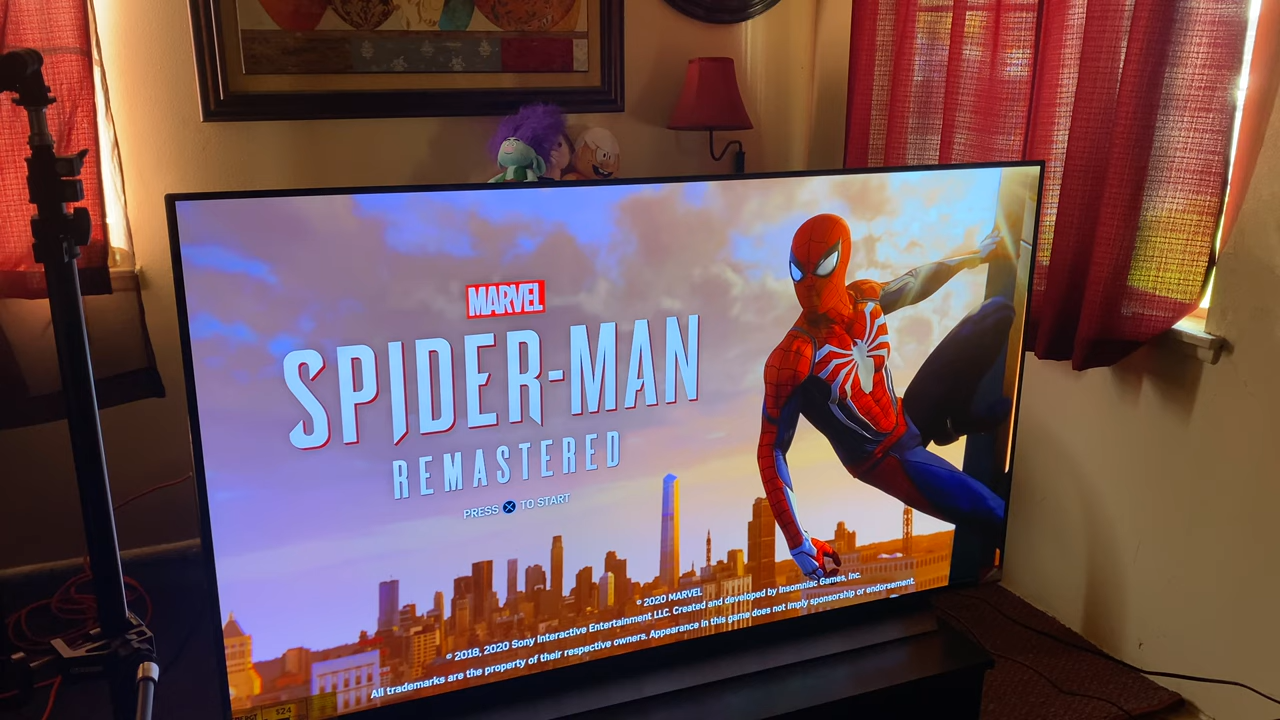 MARVEL
SPIDER-MAN
REMASTERED
PRESS TO START
© 2020 MARVEL
© 2018, 2020 Sony Interactive Entertainment LLC. Created and developed by Insomniac Games, Inc.
All trademarks are the property of their respective owners. Appearance in this game does not imply sponsorship or endorsement.
$24